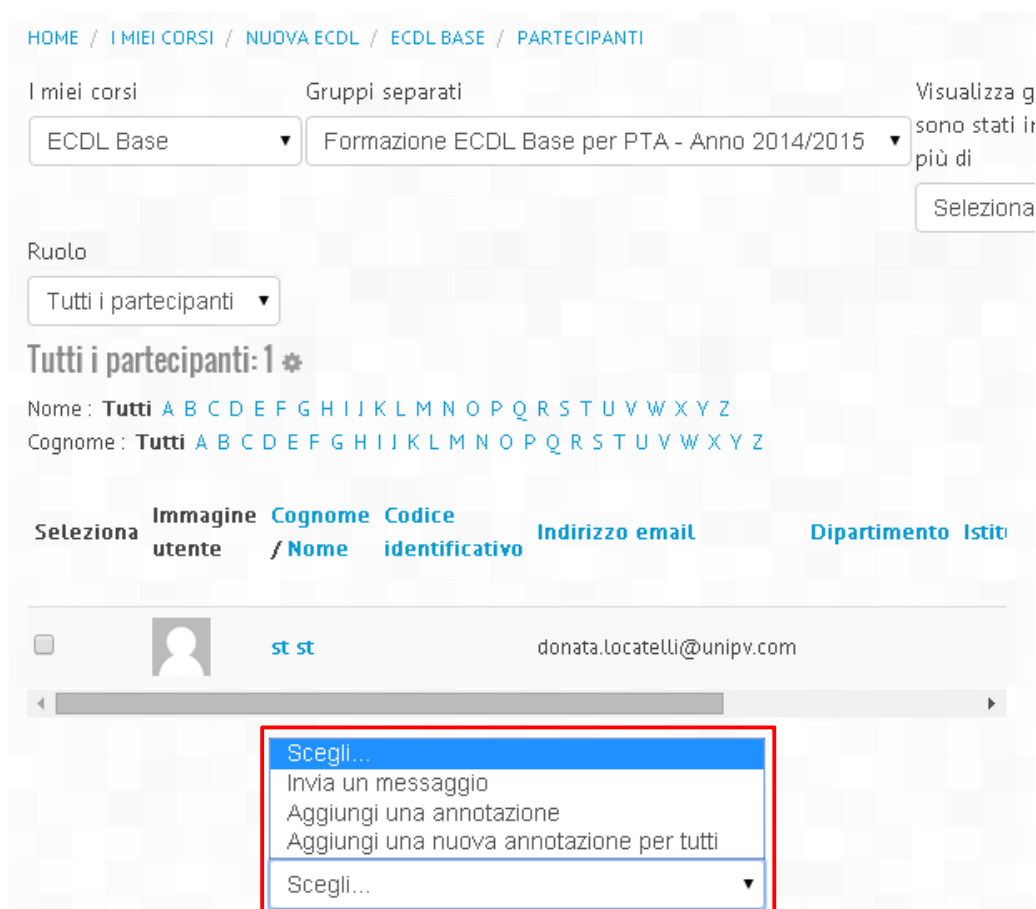 HOME / I MIEI CORSI / NUOVA ECDL / ECDL BASE / PARTECIPANTI
I miei corsi
Gruppi separati
Visualizza g
sono stati in
più di
ECDL Base
Formazione ECDL Base per PTA - Anno 2014/2015
Seleziona
Ruolo
Tutti i partecipanti
Tutti i partecipanti: 1
Nome : Tutti A B C D E F G H I J K L M N O P Q R S T U V W X Y Z
Cognome : Tutti A B C D E F G H I J K L M N O P Q R S T U V W X Y Z
Seleziona Immagine utente Cognome / Nome Codice identificativo Indirizzo email Dipartimento Istitu
st st donata.locatelli@unipv.com
Scegli...
Invia un messaggio
Aggiungi una annotazione
Aggiungi una nuova annotazione per tutti
Scegli...